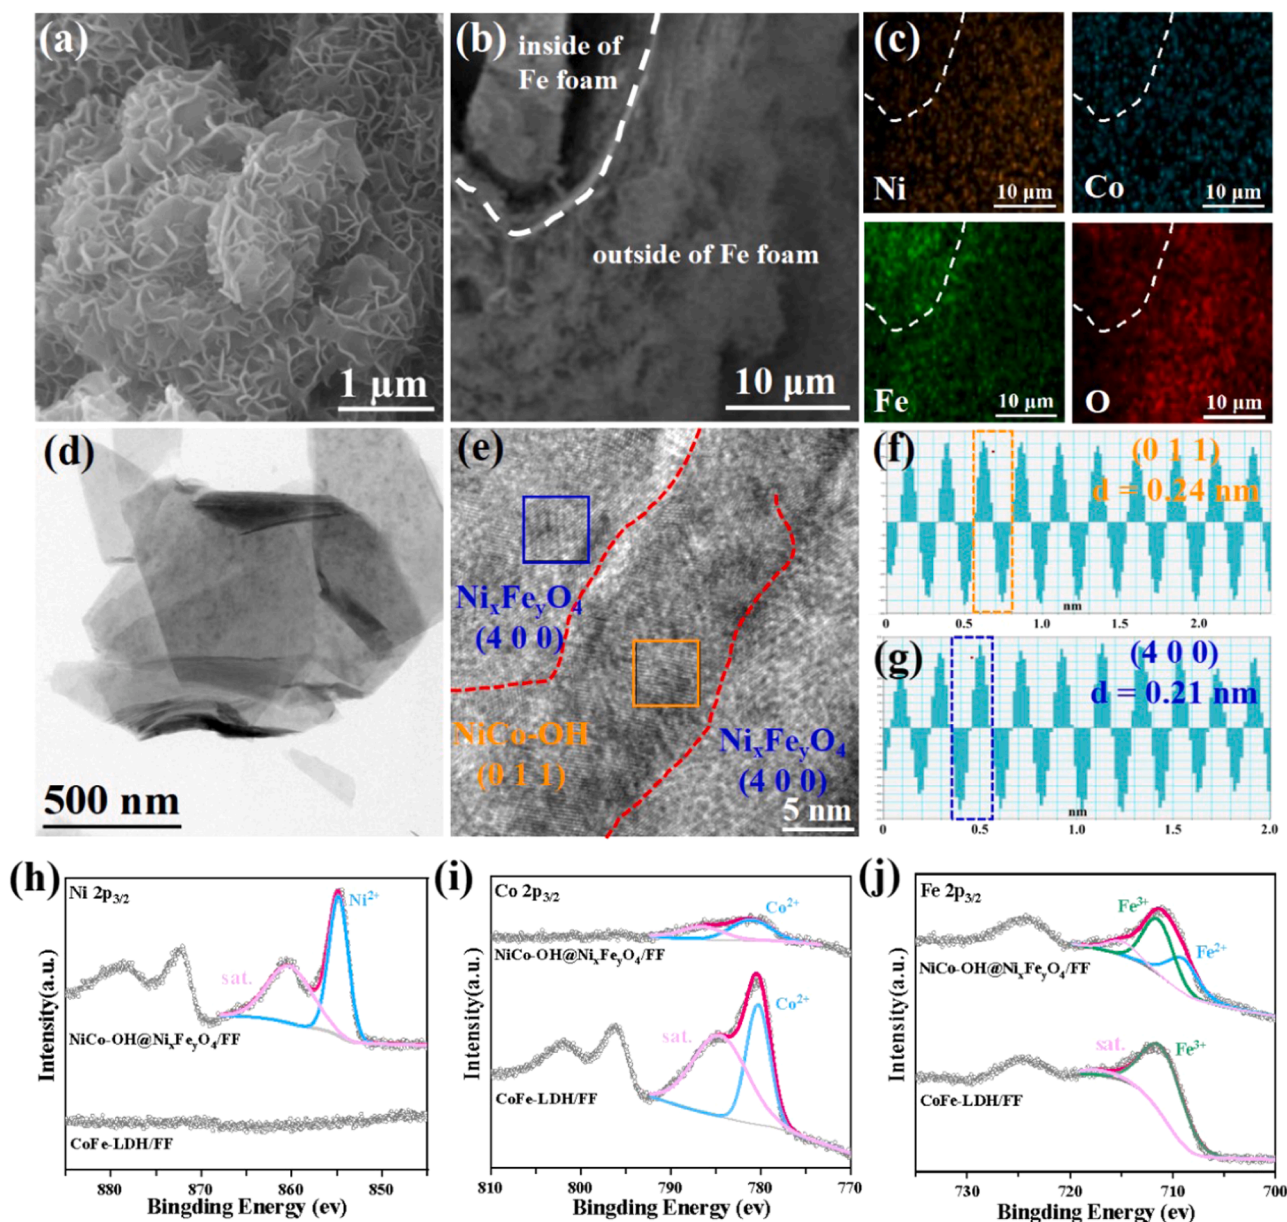 (a)
1 μm
(b)
inside of
Fe foam
outside of Fe foam
10 μm
(c)
Ni
10 μm
Co
10 μm
Fe
10 μm
O
10 μm
(d)
500 nm
(e)
NixFeyO4
(4 0 0)
NiCo-OH
(0 1 1)
NixFeyO4
(4 0 0)
5 nm
(f)
(0 1 1)
d = 0.24 nm
nm
0 0.5 1.0 1.5 2.0
(g)
(4 0 0)
d = 0.21 nm
nm
0 0.5 1.0 1.5 2.0
(h)
Ni 2p3/2
Ni2+
sat.
NiCo-OH@NixFeyO4/FF
CoFe-LDH/FF
Intensity(a.u.)
880 870 860 850
Bingding Energy (ev)
(i)
Co 2p3/2
Co2+
NiCo-OH@NixFeyO4/FF
Co2+
sat.
CoFe-LDH/FF
Intensity(a.u.)
810 800 790 780 770
Bingding Energy (ev)
(j)
Fe 2p3/2
Fe3+
sat.
Fe2+
NiCo-OH@NixFeyO4/FF
Fe3+
sat.
CoFe-LDH/FF
Intensity(a.u.)
730 720 710 700
Bingding Energy (ev)